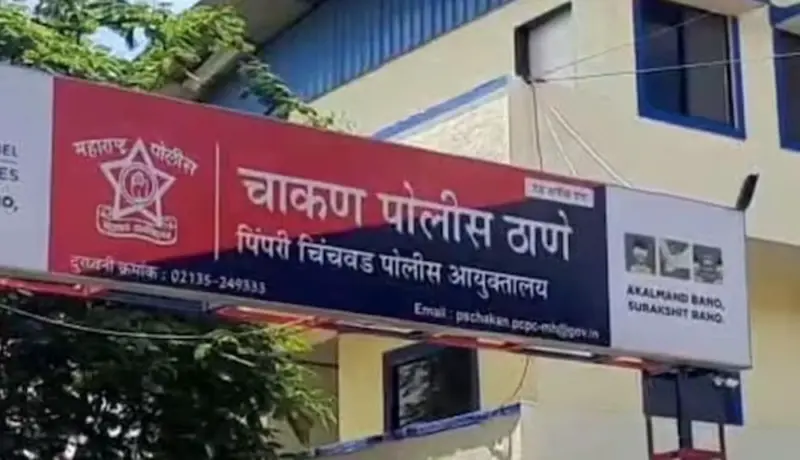 महाराष्ट्र पोलीस
चाकण पोलीस ठाणे
पिंपरी चिंचवड पोलीस आयुक्तालय
दुरध्वनी क्रमांक : 02135-249333
Email : pschakan.pcpc-mh@gov.in
AKALMAND BANO,
SURAKSHIT RAHO.